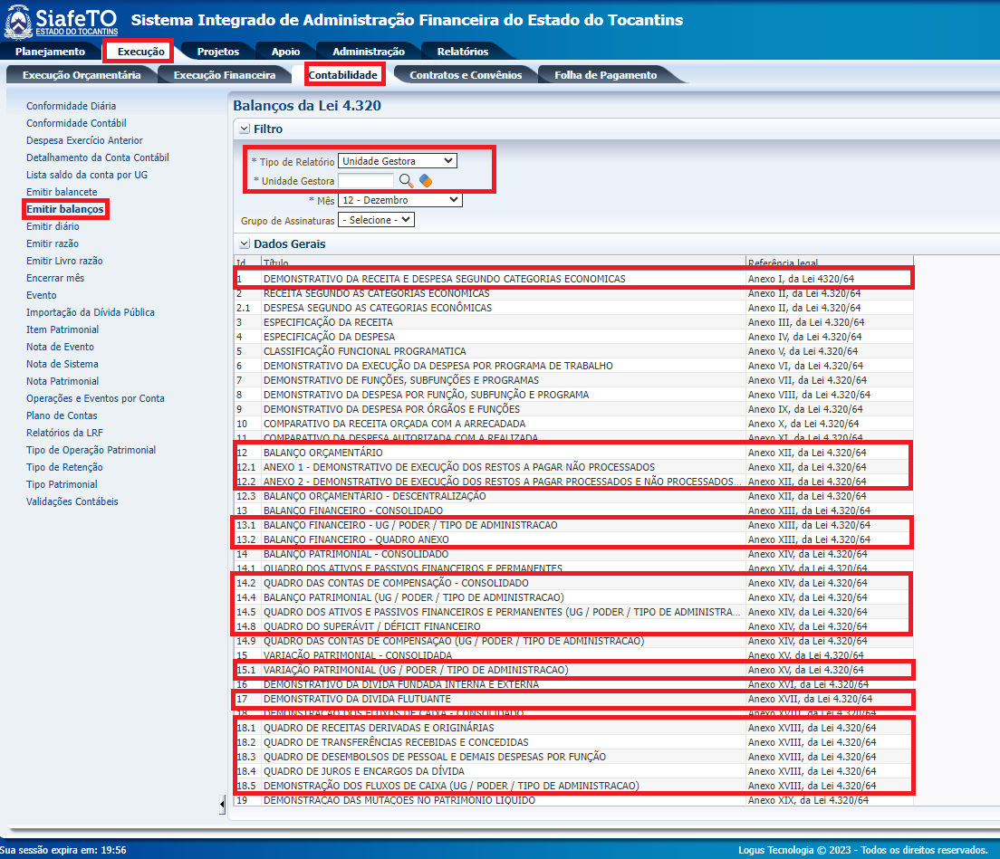 SiafeTO
ESTADO DO TOCANTINS
Sistema Integrado de Administração Financeira do Estado do Tocantins
Planejamento Execução Projetos Apoio Administração Relatórios
Execução Orçamentária Execução Financeira Contabilidade Contratos e Convênios Folha de Pagamento
Conformidade Diária
Conformidade Contábil
Despesa Exercício Anterior
Detalhamento da Conta Contábil
Lista saldo da conta por UG
Emitir balancete
Emitir balanços
Emitir diário
Emitir razão
Emitir Livro razão
Encerrar mês
Evento
Importação da Dívida Pública
Item Patrimonial
Nota de Evento
Nota de Sistema
Nota Patrimonial
Operações e Eventos por Conta
Plano de Contas
Relatórios da LRF
Tipo de Operação Patrimonial
Tipo de Retenção
Tipo Patrimonial
Validações Contábeis
Balanços da Lei 4.320
Filtro
* Tipo de Relatório Unidade Gestora
* Unidade Gestora
* Mês 12 - Dezembro
Grupo de Assinaturas - Selecione -
Dados Gerais
Id Título Referência legal
1 DEMONSTRATIVO DA RECEITA E DESPESA SEGUNDO CATEGORIAS ECONOMICAS Anexo I, da Lei 4320/64
2 RECEITA SEGUNDO AS CATEGORIAS ECONÔMICAS Anexo II, da Lei 4.320/64
2.1 DESPESA SEGUNDO AS CATEGORIAS ECONÔMICAS Anexo II, da Lei 4.320/64
3 ESPECIFICAÇÃO DA RECEITA Anexo III, da Lei 4.320/64
4 ESPECIFICAÇÃO DA DESPESA Anexo IV, da Lei 4.320/64
5 CLASSIFICAÇÃO FUNCIONAL PROGRAMATICA Anexo V, da Lei 4.320/64
6 DEMONSTRATIVO DA EXECUÇÃO DA DESPESA POR PROGRAMA DE TRABALHO Anexo VI, da Lei 4.320/64
7 DEMONSTRATIVO DE FUNÇÕES, SUBFUNÇÕES E PROGRAMAS Anexo VII, da Lei 4.320/64
8 DEMONSTRATIVO DA DESPESA POR FUNÇÃO, SUBFUNÇÃO E PROGRAMA Anexo VIII, da Lei 4.320/64
9 DEMONSTRATIVO DA DESPESA POR ÓRGÃOS E FUNÇÕES Anexo IX, da Lei 4.320/64
10 COMPARATIVO DA RECEITA ORÇADA COM A ARRECADADA Anexo X, da Lei 4.320/64
11 COMPARATIVO DA DESPESA AUTORIZADA COM A REALIZADA Anexo XI, da Lei 4.320/64
12 BALANÇO ORÇAMENTÁRIO Anexo XII, da Lei 4.320/64
12.1 ANEXO 1 - DEMONSTRATIVO DE EXECUÇÃO DOS RESTOS A PAGAR NÃO PROCESSADOS Anexo XII, da Lei 4.320/64
12.2 ANEXO 2 - DEMONSTRATIVO DE EXECUÇÃO DOS RESTOS A PAGAR PROCESSADOS E NÃO PROCESSADOS... Anexo XII, da Lei 4.320/64
12.3 BALANÇO ORÇAMENTÁRIO - DESCENTRALIZAÇÃO Anexo XII, da Lei 4.320/64
13 BALANÇO FINANCEIRO - CONSOLIDADO Anexo XIII, da Lei 4.320/64
13.1 BALANÇO FINANCEIRO - UG / PODER / TIPO DE ADMINISTRACAO Anexo XIII, da Lei 4.320/64
13.2 BALANÇO FINANCEIRO - QUADRO ANEXO Anexo XIII, da Lei 4.320/64
14 BALANÇO PATRIMONIAL - CONSOLIDADO Anexo XIV, da Lei 4.320/64
14.1 QUADRO DOS ATIVOS E PASSIVOS FINANCEIROS E PERMANENTES Anexo XIV, da Lei 4.320/64
14.2 QUADRO DAS CONTAS DE COMPENSAÇÃO - CONSOLIDADO Anexo XIV, da Lei 4.320/64
14.4 BALANÇO PATRIMONIAL (UG / PODER / TIPO DE ADMINISTRACAO) Anexo XIV, da Lei 4.320/64
14.5 QUADRO DOS ATIVOS E PASSIVOS FINANCEIROS E PERMANENTES (UG / PODER / TIPO DE ADMINISTRA... Anexo XIV, da Lei 4.320/64
14.8 QUADRO DO SUPERÁVIT / DÉFICIT FINANCEIRO Anexo XIV, da Lei 4.320/64
14.9 QUADRO DAS CONTAS DE COMPENSAÇÃO (UG / PODER / TIPO DE ADMINISTRACAO) Anexo XIV, da Lei 4.320/64
15 VARIAÇÃO PATRIMONIAL - CONSOLIDADA Anexo XV, da Lei 4.320/64
15.1 VARIAÇÃO PATRIMONIAL (UG / PODER / TIPO DE ADMINISTRACAO) Anexo XV, da Lei 4.320/64
16 DEMONSTRATIVO DA DIVIDA FUNDADA INTERNA E EXTERNA Anexo XVI, da Lei 4.320/64
17 DEMONSTRATIVO DA DIVIDA FLUTUANTE Anexo XVII, da Lei 4.320/64
18 DEMONSTRAÇÃO DOS FLUXOS DE CAIXA - CONSOLIDADO Anexo XVIII, da Lei 4.320/64
18.1 QUADRO DE RECEITAS DERIVADAS E ORIGINÁRIAS Anexo XVIII, da Lei 4.320/64
18.2 QUADRO DE TRANSFERÊNCIAS RECEBIDAS E CONCEDIDAS Anexo XVIII, da Lei 4.320/64
18.3 QUADRO DE DESEMBOLSOS DE PESSOAL E DEMAIS DESPESAS POR FUNÇÃO Anexo XVIII, da Lei 4.320/64
18.4 QUADRO DE JUROS E ENCARGOS DA DÍVIDA Anexo XVIII, da Lei 4.320/64
18.5 DEMONSTRAÇÃO DOS FLUXOS DE CAIXA (UG / PODER / TIPO DE ADMINISTRACAO) Anexo XVIII, da Lei 4.320/64
19 DEMONSTRAÇÃO DAS MUTAÇÕES NO PATRIMÔNIO LÍQUIDO Anexo XIX, da Lei 4.320/64
Sua sessão expira em: 19:56 Logus Tecnologia © 2023 - Todos os direitos reservados.